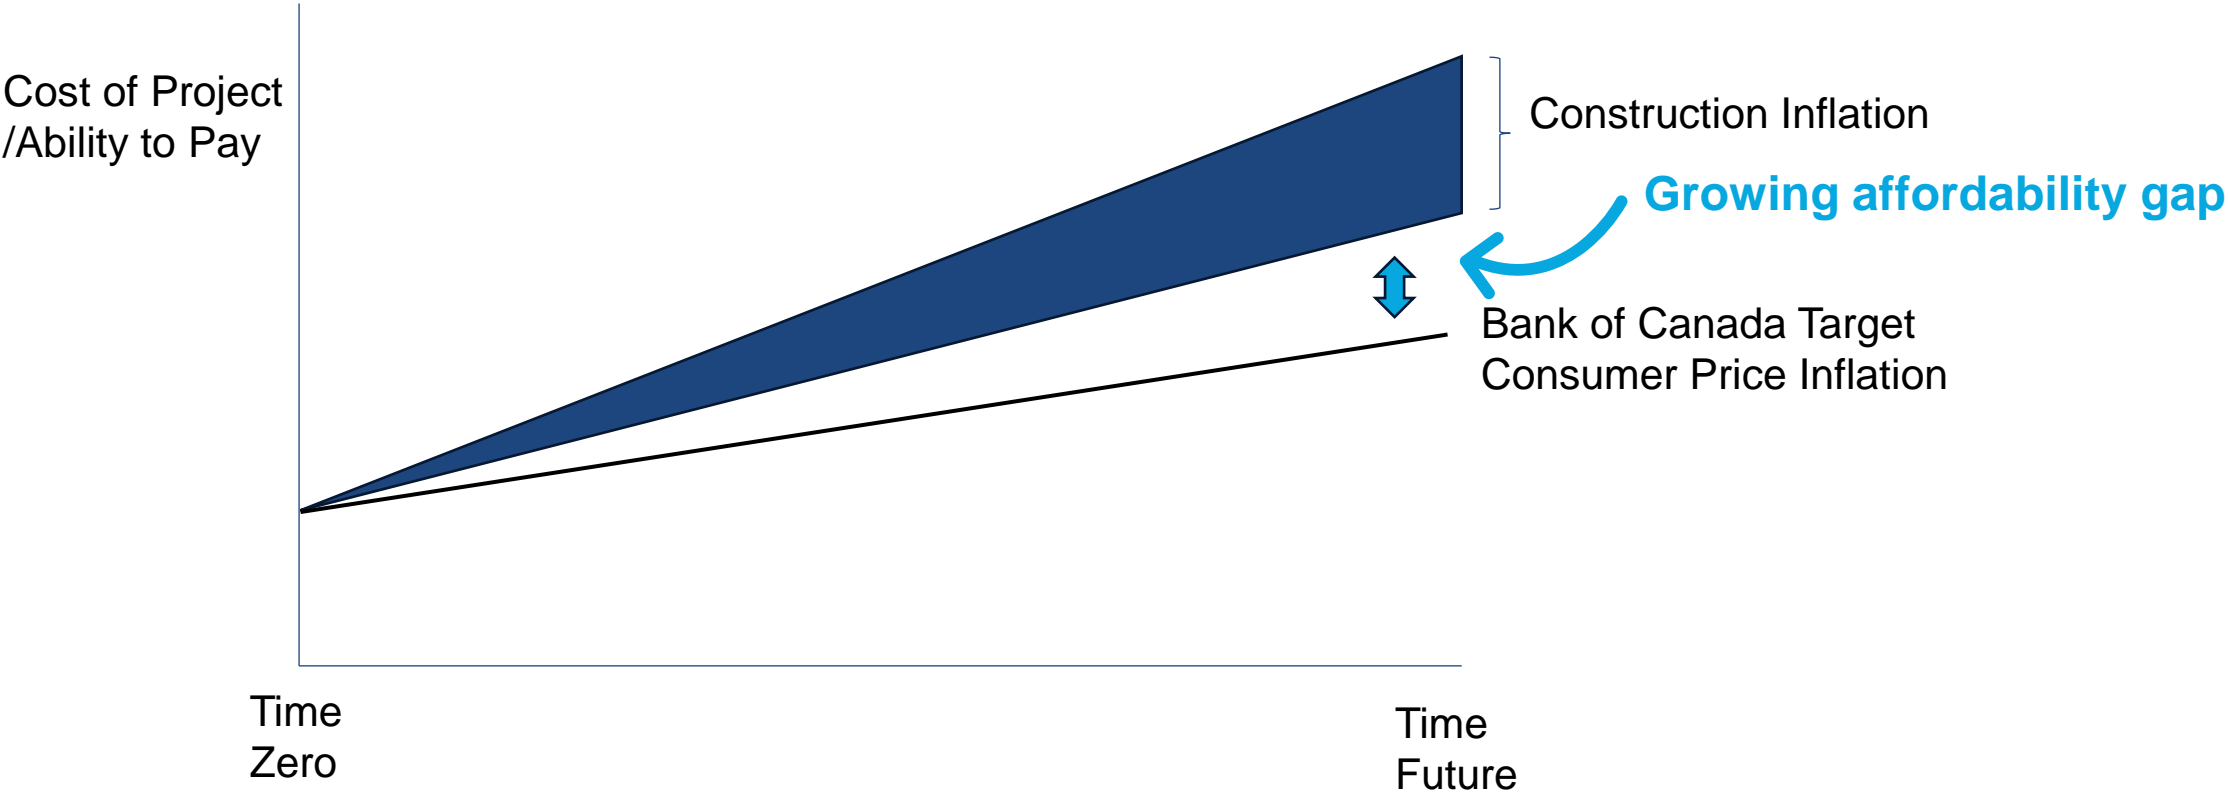 Cost of Project
/Ability to Pay
Construction Inflation
Growing affordability gap
Bank of Canada Target
Consumer Price Inflation
Time
Zero
Time
Future